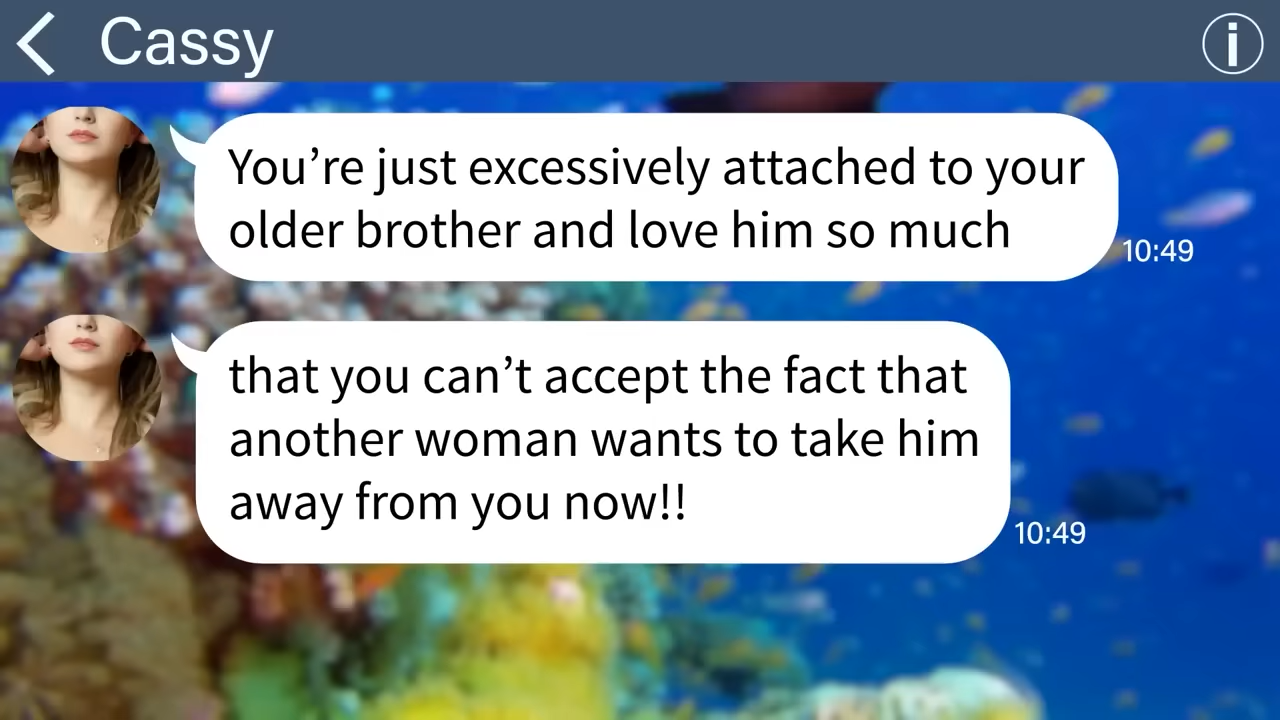 Cassy
You’re just excessively attached to your
older brother and love him so much
10:49
that you can’t accept the fact that
another woman wants to take him
away from you now!!
10:49